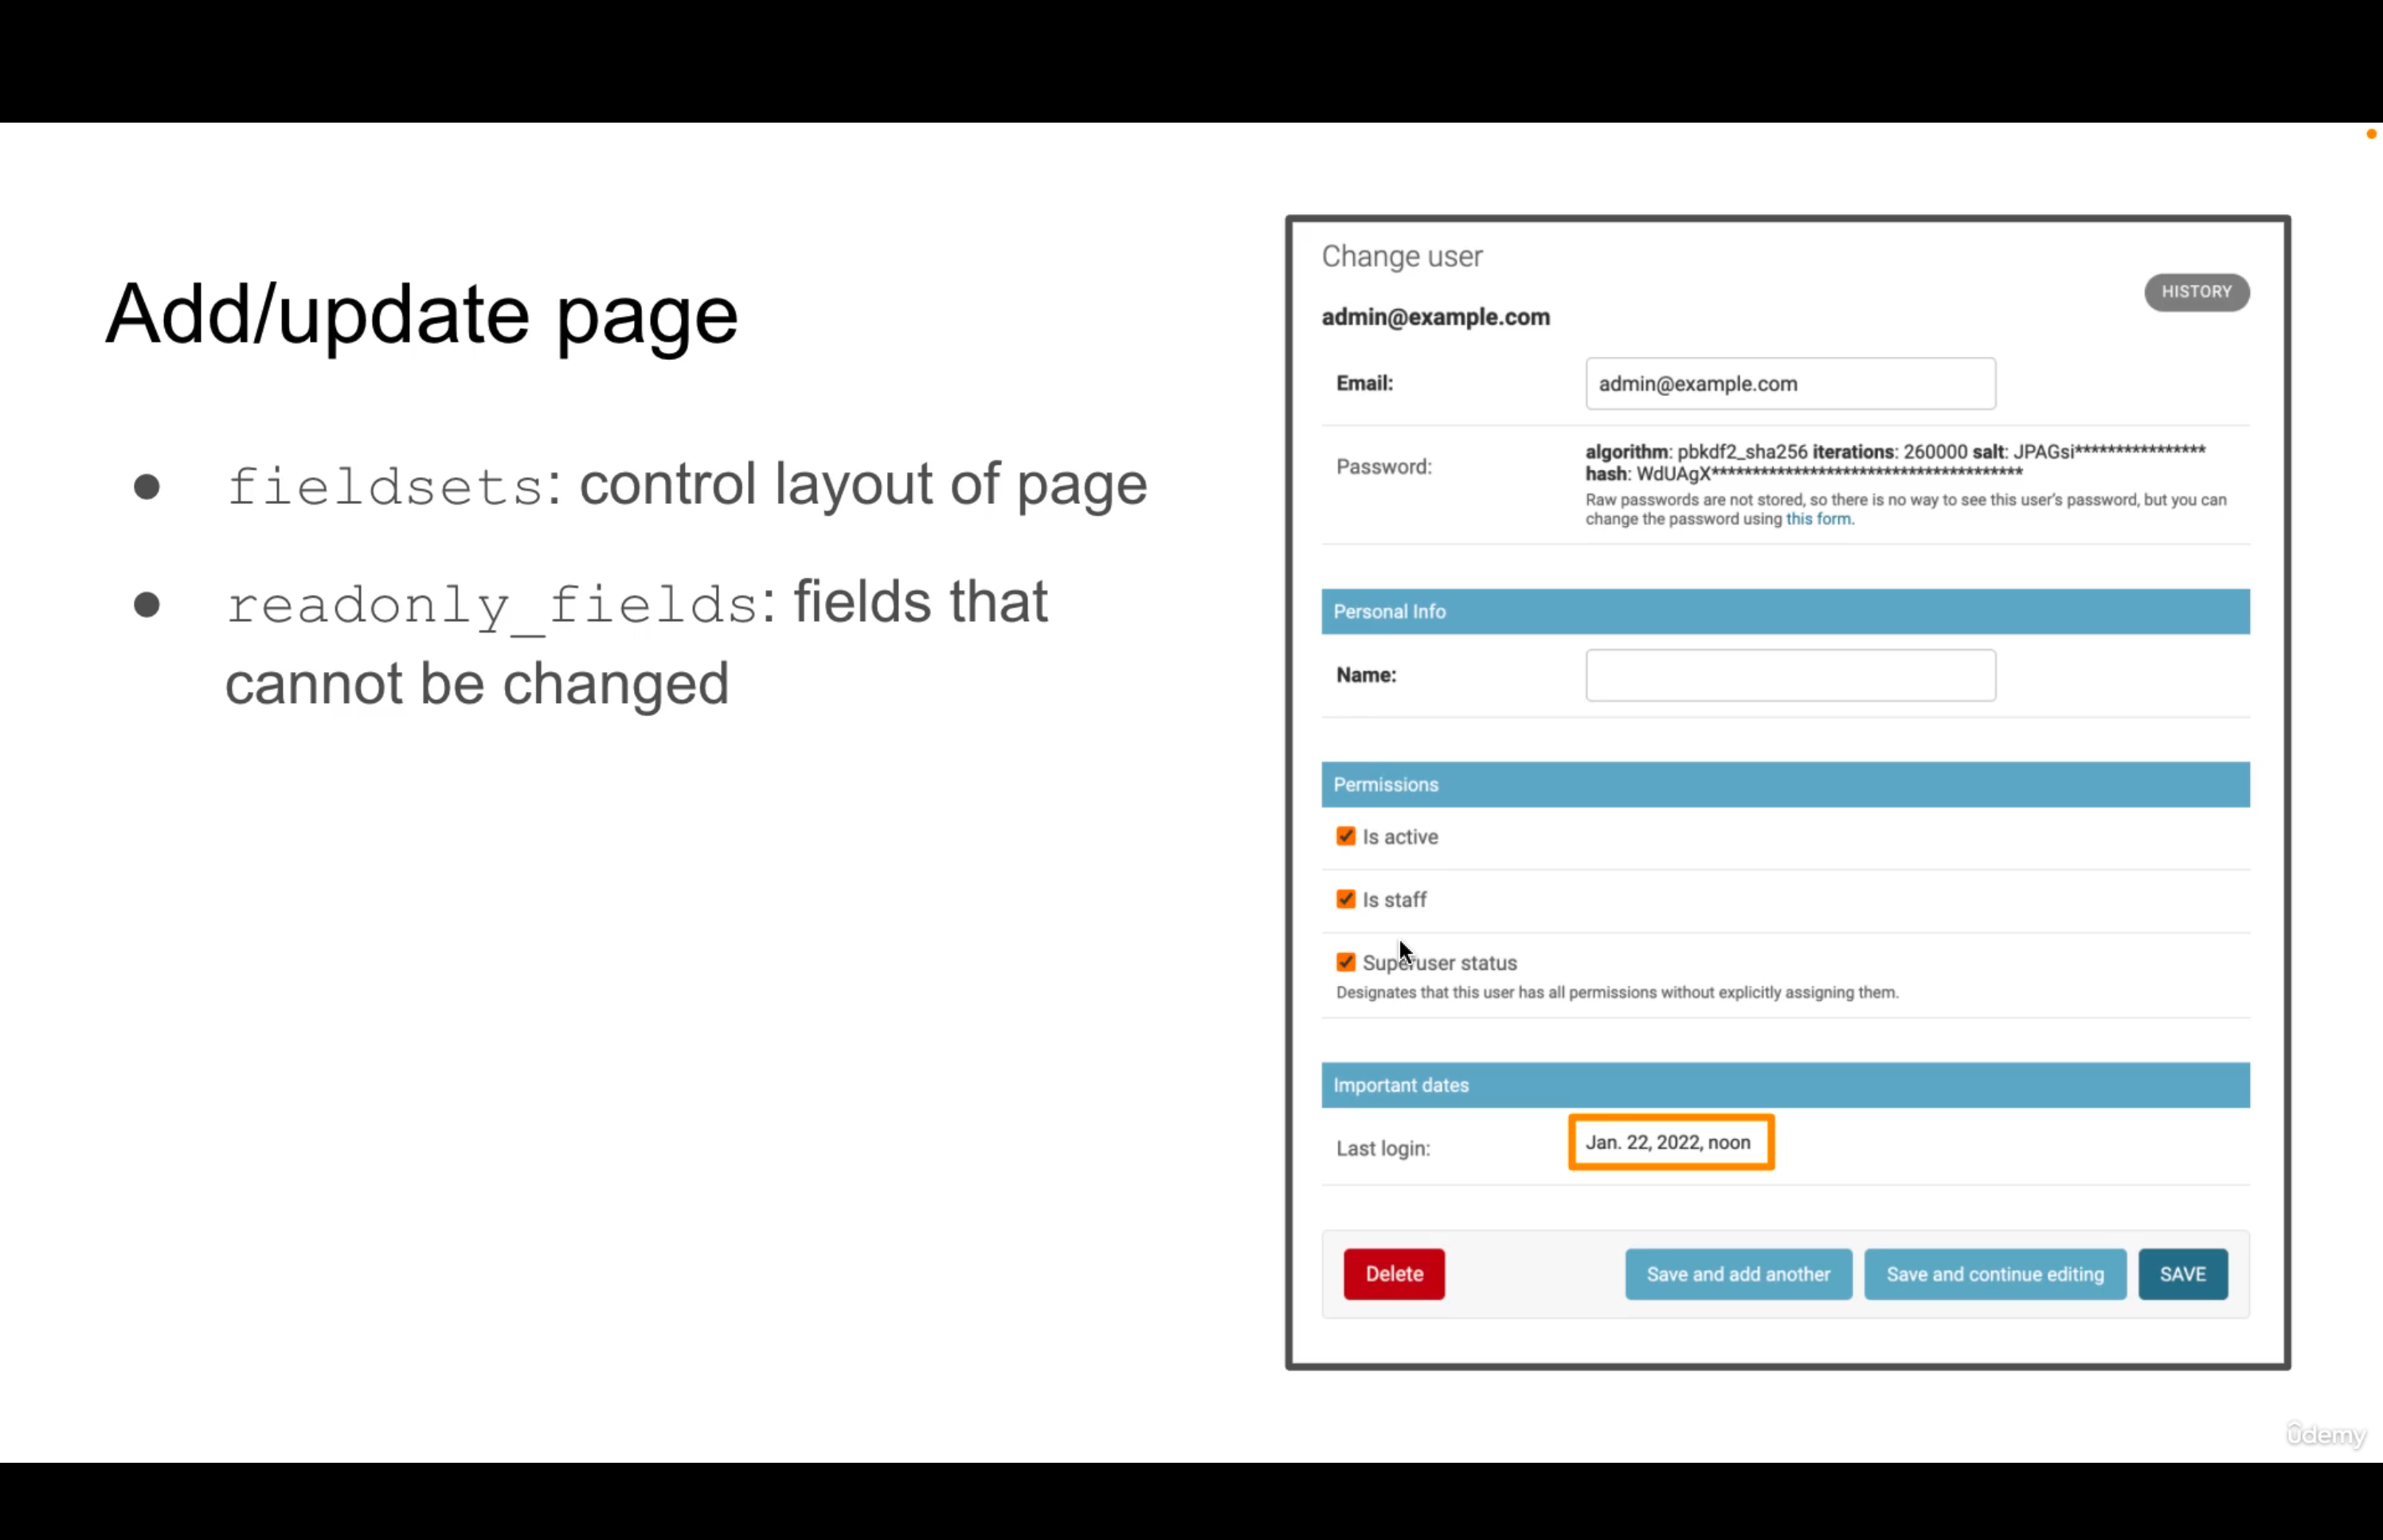 Add/update page
● fieldsets: control layout of page
● readonly_fields: fields that
cannot be changed
Change user
HISTORY
admin@example.com
Email: admin@example.com
Password: algorithm: pbkdf2_sha256 iterations: 260000 salt: JPAGsi****************
hash: WdUAgX**************************************
Raw passwords are not stored, so there is no way to see this user's password, but you can
change the password using this form.
Personal Info
Name:
Permissions
Is active
Is staff
Superuser status
Designates that this user has all permissions without explicitly assigning them.
Important dates
Last login: Jan. 22, 2022, noon
Delete Save and add another Save and continue editing SAVE
ûdemy